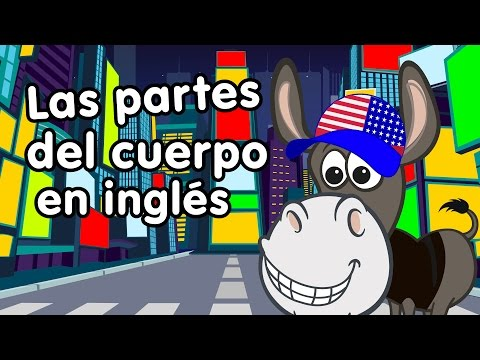 Las partes
del cuerpo
en inglés